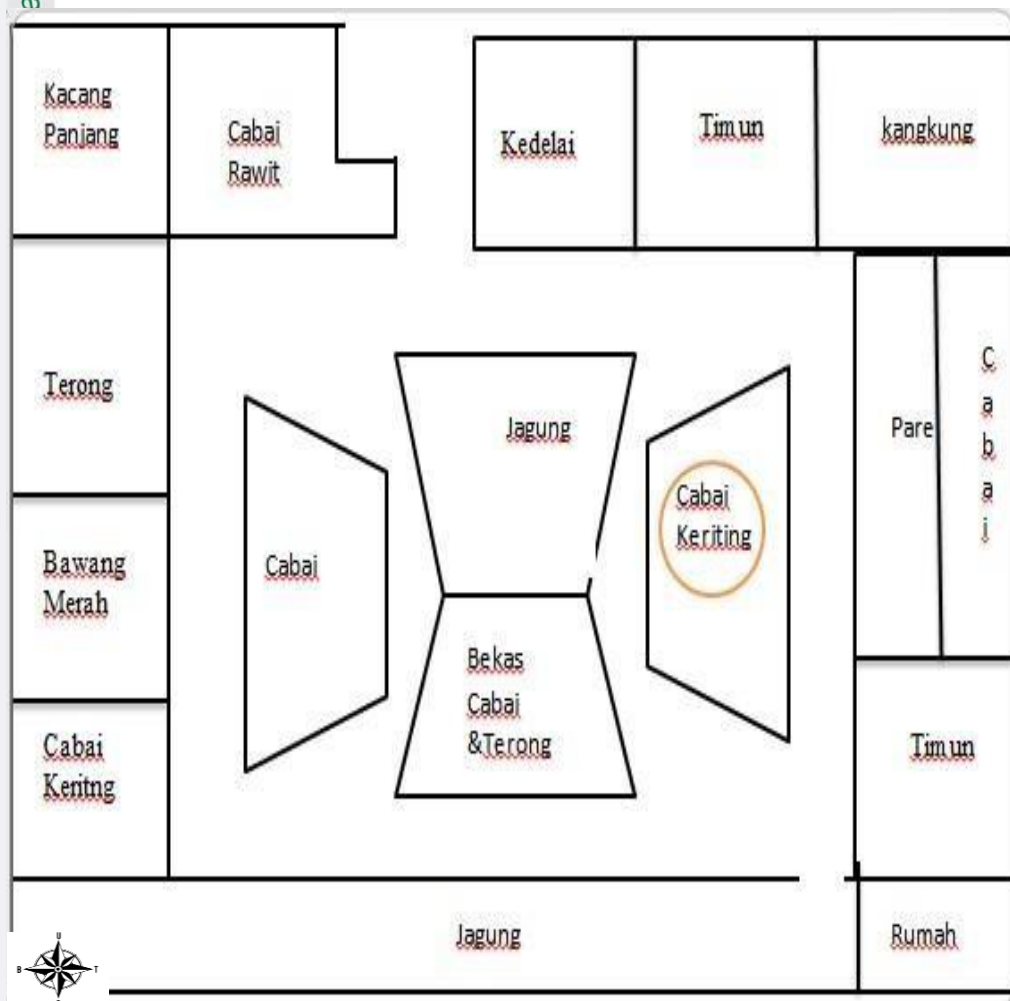 Kacang
Panjang
Cabai
Rawit
Kedelai
Timun
kangkung
Terong
Jagung
Cabai
Keriting
Pare
C
a
b
a
i
Bawang
Merah
Cabai
Bekas
Cabai
&Terong
Cabai
Keritng
Timun
Jagung
Rumah
U
B
T